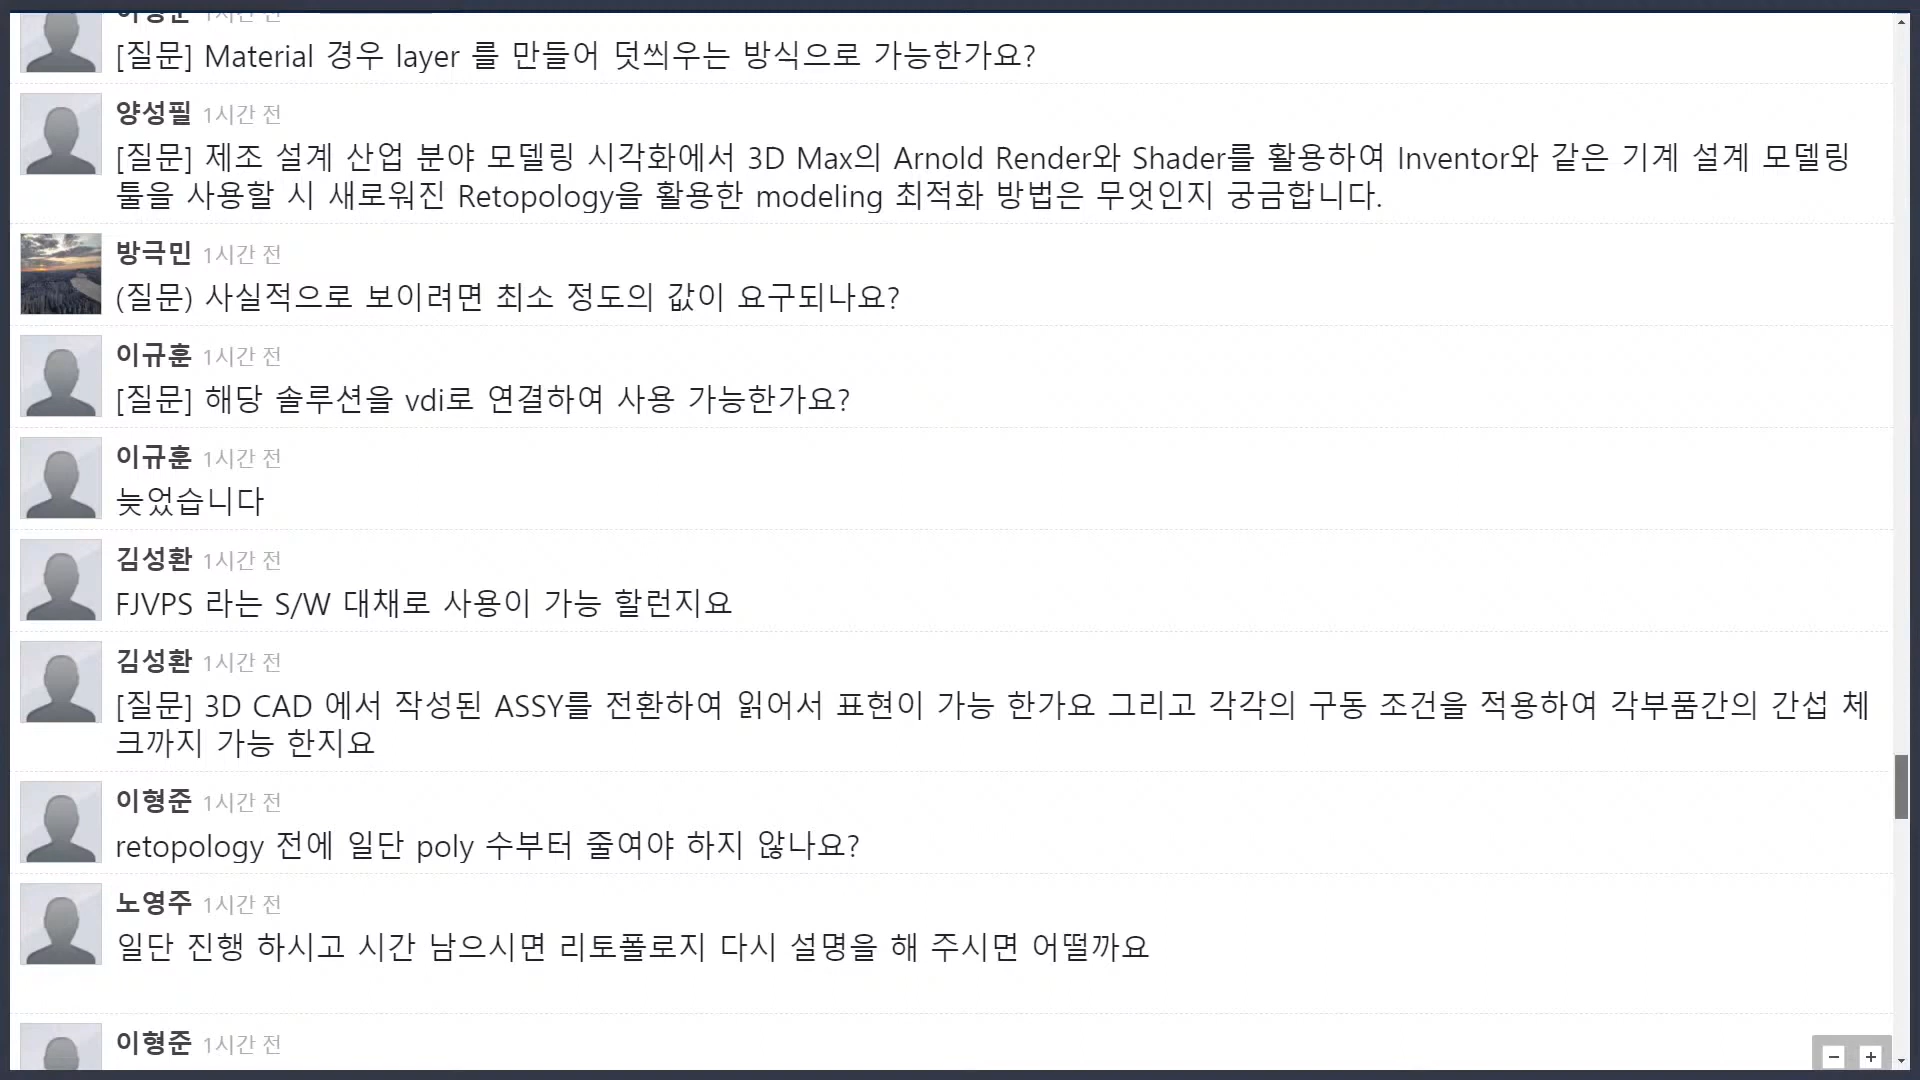 이형준 1시간 전
[질문] Material 경우 layer 를 만들어 덧씌우는 방식으로 가능한가요?
양성필 1시간 전
[질문] 제조 설계 산업 분야 모델링 시각화에서 3D Max의 Arnold Render와 Shader를 활용하여 Inventor와 같은 기계 설계 모델링
툴을 사용할 시 새로워진 Retopology을 활용한 modeling 최적화 방법은 무엇인지 궁금합니다.
방극민 1시간 전
(질문) 사실적으로 보이려면 최소 정도의 값이 요구되나요?
이규훈 1시간 전
[질문] 해당 솔루션을 vdi로 연결하여 사용 가능한가요?
이규훈 1시간 전
늦었습니다
김성환 1시간 전
FJVPS 라는 S/W 대채로 사용이 가능 할런지요
김성환 1시간 전
[질문] 3D CAD 에서 작성된 ASSY를 전환하여 읽어서 표현이 가능 한가요 그리고 각각의 구동 조건을 적용하여 각부품간의 간섭 체
크까지 가능 한지요
이형준 1시간 전
retopology 전에 일단 poly 수부터 줄여야 하지 않나요?
노영주 1시간 전
일단 진행 하시고 시간 남으시면 리토폴로지 다시 설명을 해 주시면 어떨까요
이형준 1시간 전